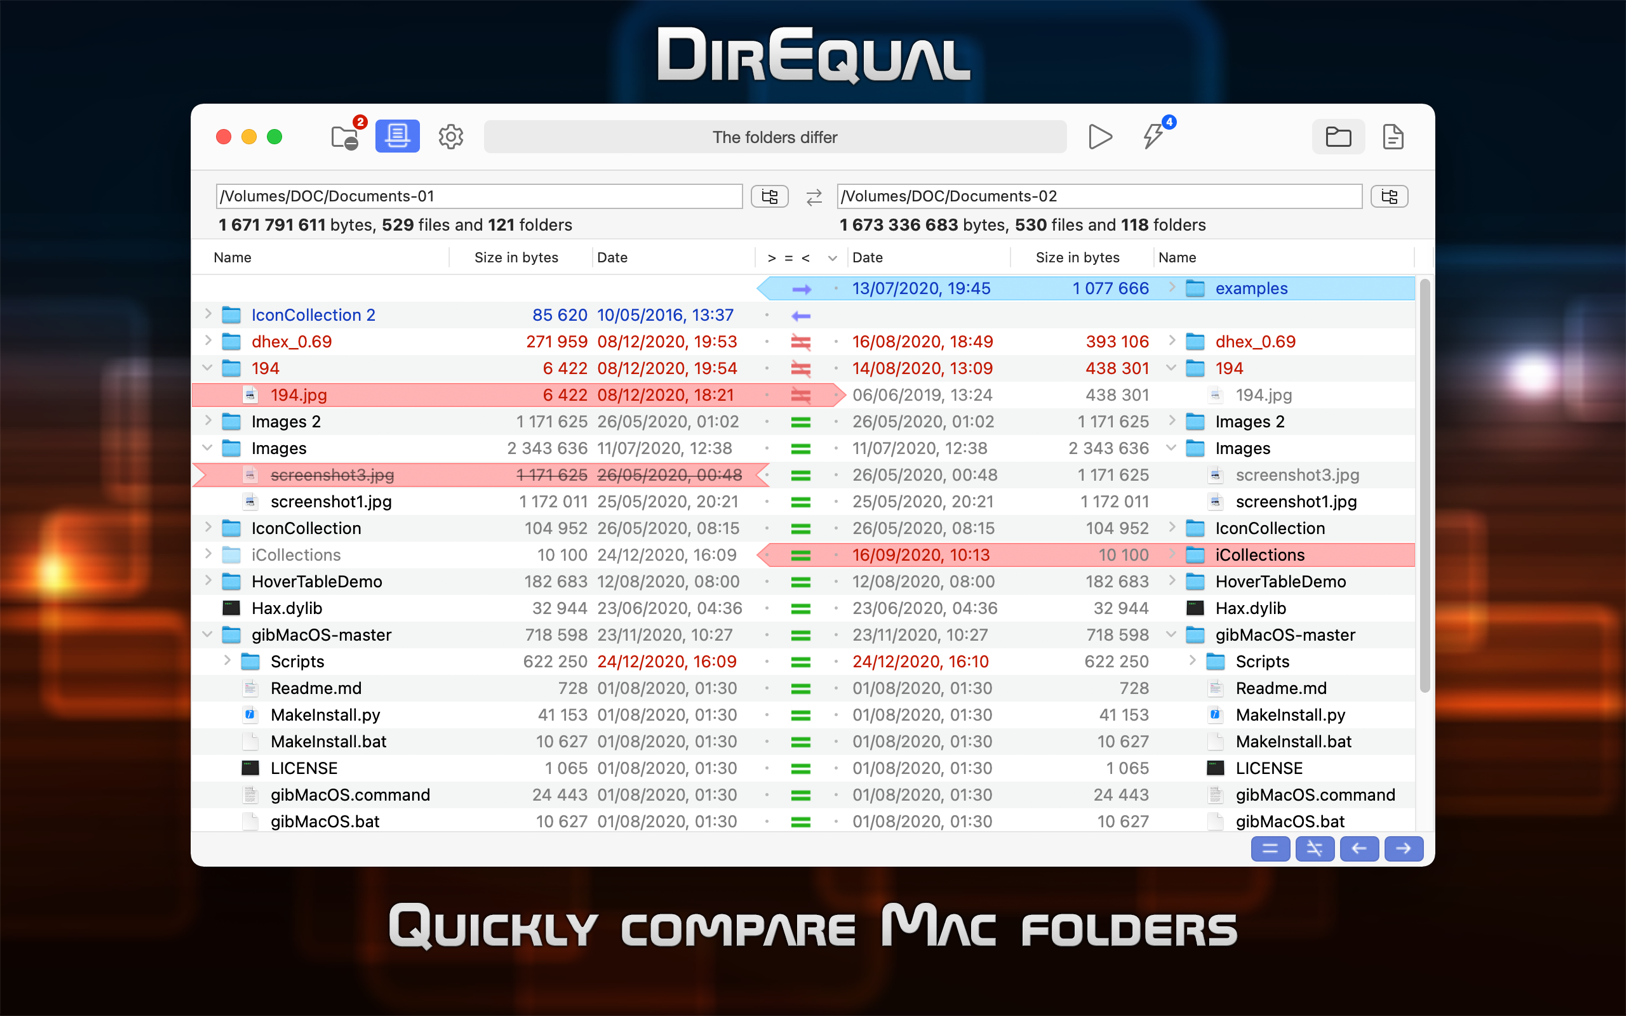 DirEqual
2
The folders differ
4
/Volumes/DOC/Documents-01 /Volumes/DOC/Documents-02
1 671 791 611 bytes, 529 files and 121 folders 1 673 336 683 bytes, 530 files and 118 folders
Name Size in bytes Date > = < Date Size in bytes Name
13/07/2020, 19:45 1 077 666 examples
IconCollection 2 85 620 10/05/2016, 13:37
dhex_0.69 271 959 08/12/2020, 19:53 16/08/2020, 18:49 393 106 dhex_0.69
194 6 422 08/12/2020, 19:54 14/08/2020, 13:09 438 301 194
194.jpg 6 422 08/12/2020, 18:21 06/06/2019, 13:24 438 301 194.jpg
Images 2 1 171 625 26/05/2020, 01:02 26/05/2020, 01:02 1 171 625 Images 2
Images 2 343 636 11/07/2020, 12:38 11/07/2020, 12:38 2 343 636 Images
screenshot3.jpg 1 171 625 26/05/2020, 00:48 26/05/2020, 00:48 1 171 625 screenshot3.jpg
screenshot1.jpg 1 172 011 25/05/2020, 20:21 25/05/2020, 20:21 1 172 011 screenshot1.jpg
IconCollection 104 952 26/05/2020, 08:15 26/05/2020, 08:15 104 952 IconCollection
iCollections 10 100 24/12/2020, 16:09 16/09/2020, 10:13 10 100 iCollections
HoverTableDemo 182 683 12/08/2020, 08:00 12/08/2020, 08:00 182 683 HoverTableDemo
Hax.dylib 32 944 23/06/2020, 04:36 23/06/2020, 04:36 32 944 Hax.dylib
gibMacOS-master 718 598 23/11/2020, 10:27 23/11/2020, 10:27 718 598 gibMacOS-master
Scripts 622 250 24/12/2020, 16:09 24/12/2020, 16:10 622 250 Scripts
Readme.md 728 01/08/2020, 01:30 01/08/2020, 01:30 728 Readme.md
MakeInstall.py 41 153 01/08/2020, 01:30 01/08/2020, 01:30 41 153 MakeInstall.py
MakeInstall.bat 10 627 01/08/2020, 01:30 01/08/2020, 01:30 10 627 MakeInstall.bat
LICENSE 1 065 01/08/2020, 01:30 01/08/2020, 01:30 1 065 LICENSE
gibMacOS.command 24 443 01/08/2020, 01:30 01/08/2020, 01:30 24 443 gibMacOS.command
gibMacOS.bat 10 627 01/08/2020, 01:30 01/08/2020, 01:30 10 627 gibMacOS.bat
Quickly compare Mac folders